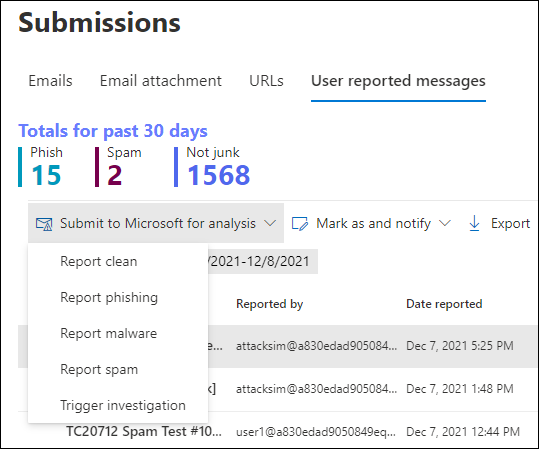 Submissions
Emails Email attachment URLs User reported messages
Totals for past 30 days
Phish Spam Not junk
15 2 1568
Submit to Microsoft for analysis Mark as and notify Export
Report clean /2021-12/8/2021
Report phishing Reported by Date reported
Report malware e... attacksim@a830edad905084... Dec 7, 2021 5:25 PM
Report spam k] attacksim@a830edad905084... Dec 7, 2021 1:48 PM
Trigger investigation
TC20712 Spam Test #10... user1@a830edad9050849eq... Dec 7, 2021 12:44 PM